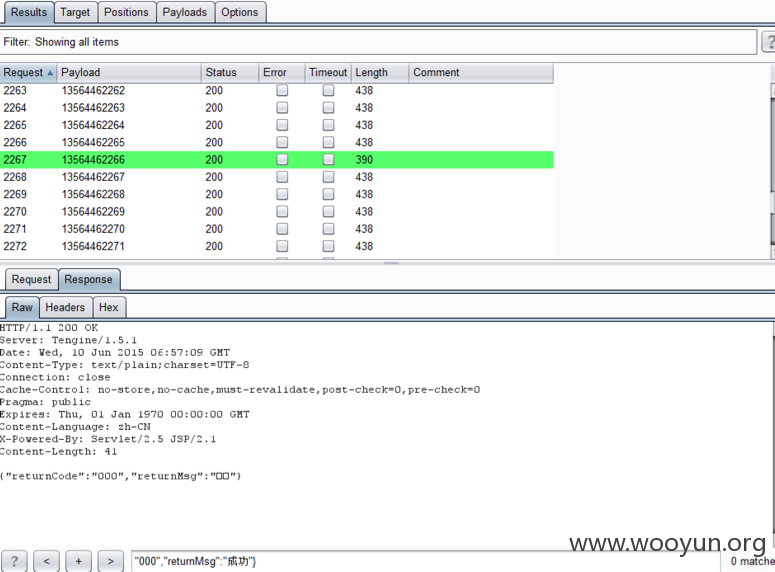 Results Target Positions Payloads Options
Filter: Showing all items ?
Request Payload Status Error Timeout Length Comment
2263 13564462262 200 438
2264 13564462263 200 438
2265 13564462264 200 438
2266 13564462265 200 438
2267 13564462266 200 390
2268 13564462267 200 438
2269 13564462268 200 438
2270 13564462269 200 438
2271 13564462270 200 438
2272 13564462271 200 438
Request Response
Raw Headers Hex
HTTP/1.1 200 OK
Server: Tengine/1.5.1
Date: Wed, 10 Jun 2015 06:57:09 GMT
Content-Type: text/plain;charset=UTF-8
Connection: close
Cache-Control: no-store,no-cache,must-revalidate,post-check=0,pre-check=0
Pragma: public
Expires: Thu, 01 Jan 1970 00:00:00 GMT
Content-Language: zh-CN
X-Powered-By: Servlet/2.5 JSP/2.1
Content-Length: 41
{"returnCode":"000","returnMsg":"□□"}
www.wooyun.org
? < + > "000","returnMsg":"成功"} 0 matche